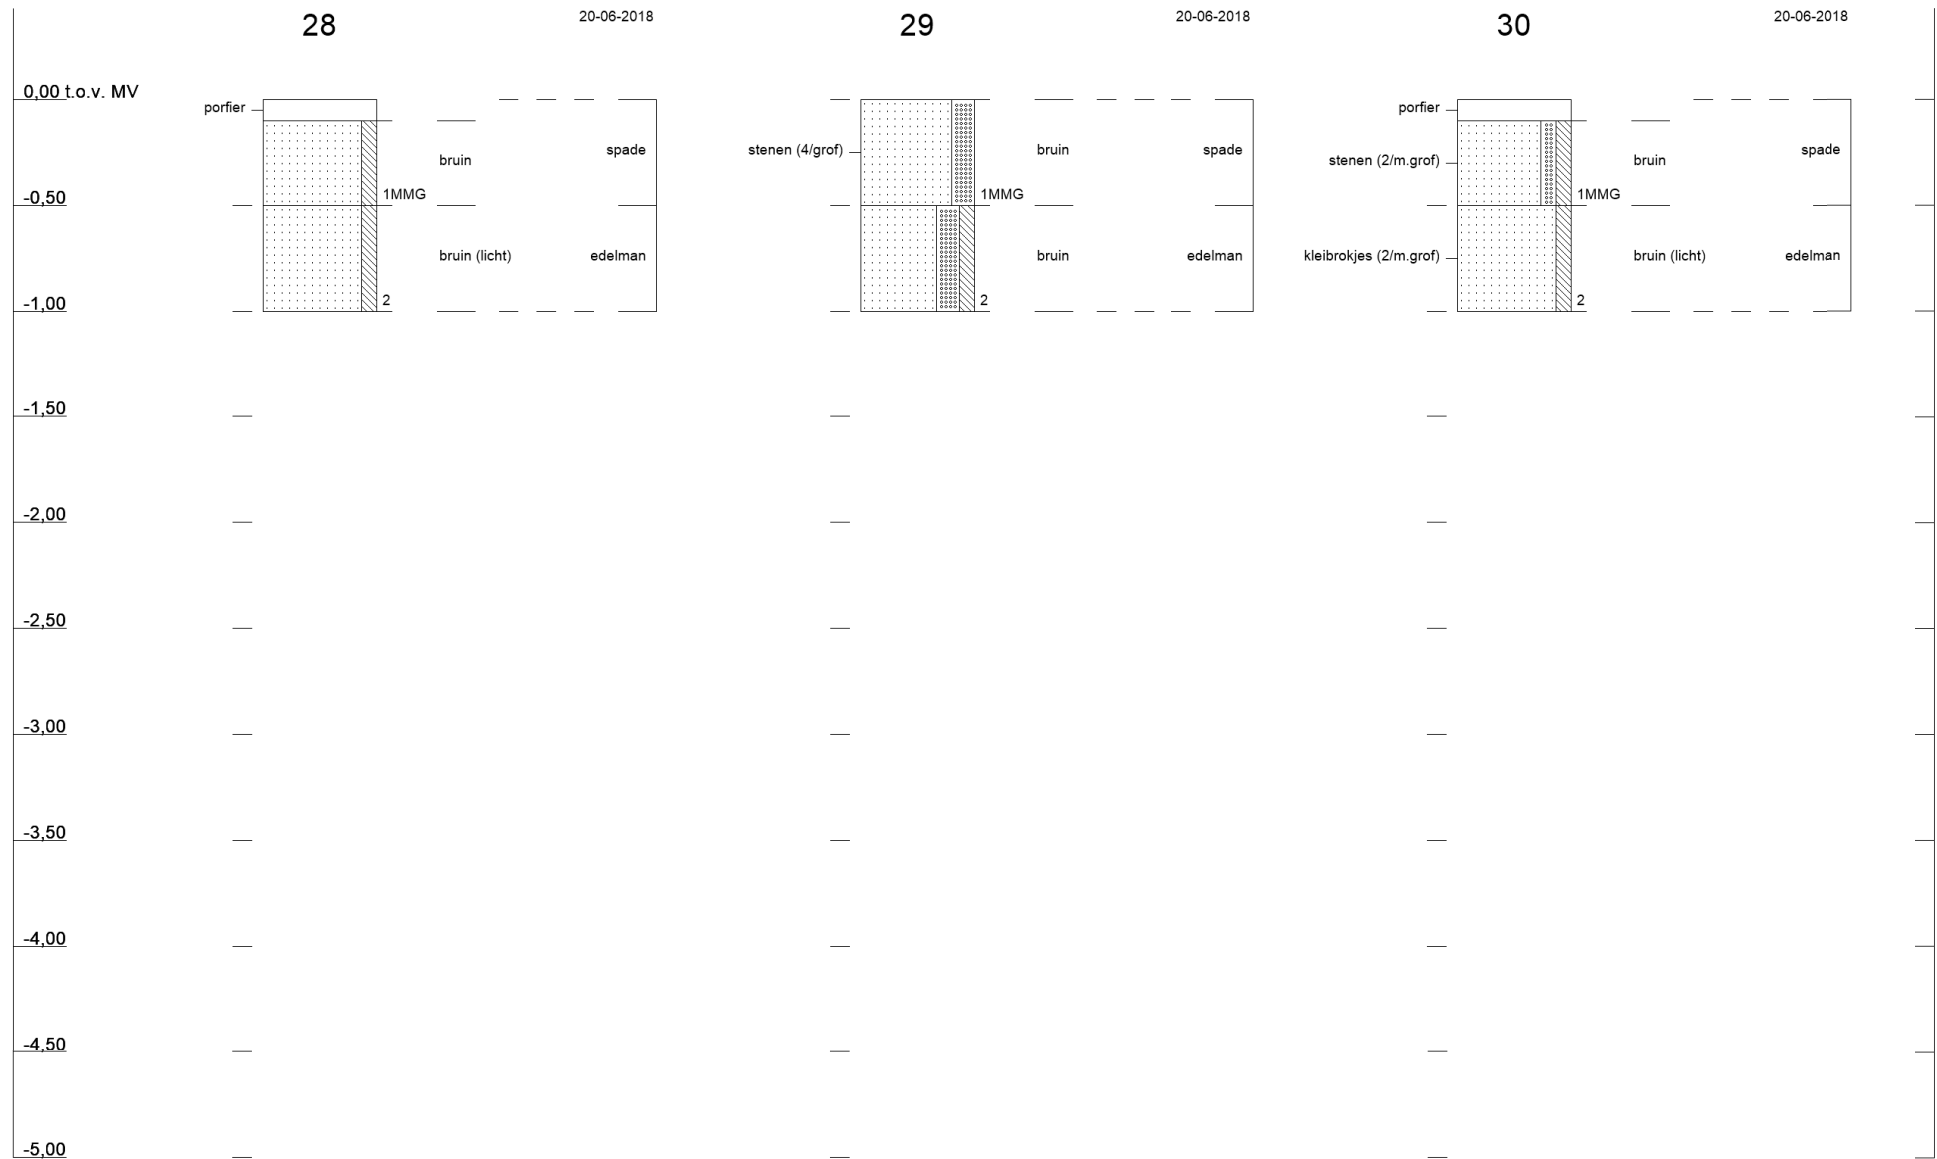 28 20-06-2018 29 20-06-2018 30 20-06-2018
0,00 t.o.v. MV
porfier porfier
bruin spade stenen (4/grof) bruin spade stenen (2/m.grof) bruin spade
-0,50 1MMG 1MMG 1MMG
bruin (licht) edelman bruin edelman kleibrokjes (2/m.grof) bruin (licht) edelman
-1,00 2 2 2
-1,50
-2,00
-2,50
-3,00
-3,50
-4,00
-4,50
-5,00